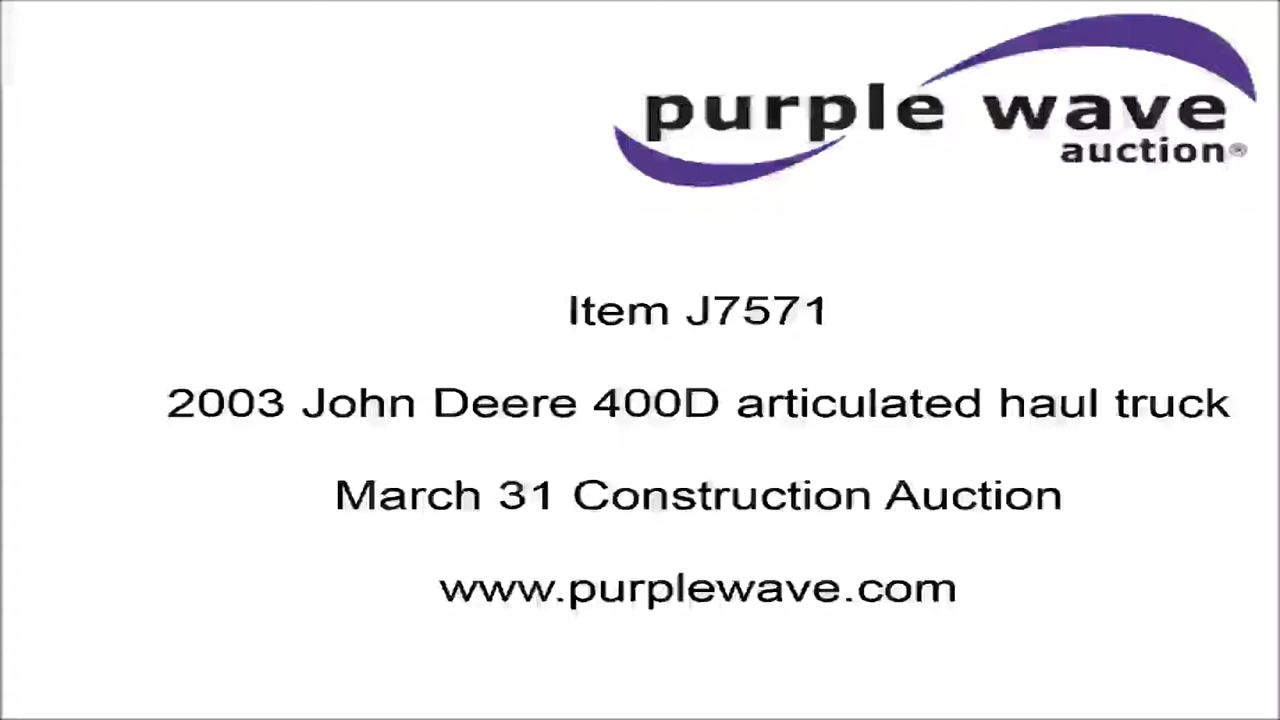 purple wave
auction®
Item J7571
2003 John Deere 400D articulated haul truck
March 31 Construction Auction
www.purplewave.com